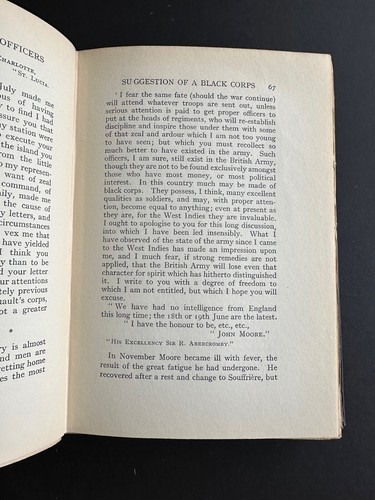 OFFICERS
CHARLOTTE,
"ST. LUCIA.
July made me
ous of having
y to find I had
ssure you that
y station were
execute your
t this island
rom the little
my represen-
want of zeal
command, of
mily, made me
the cause of
y letters, and
circumstances
vex me that
have yielded
I think you
y than to be
d your letter
ur attentions
tely previous
nault's corps,
ot a greater
*
ry is almost
nd men are
etting home
es the most
SUGGESTION OF A BLACK CORPS 67
'I fear the same fate (should the war continue)
will attend whatever troops are sent out, unless
serious attention is paid to get proper officers to
put at the heads of regiments, who will re-establish
discipline and inspire those under them with some
of that zeal and ardour which I am not too young
to have seen; but which you must recollect so
much better to have existed in the army. Such
officers, I am sure, still exist in the British Army,
though they are not to be found exclusively amongst
those who have most money, or most political
interest. In this country much may be made of
black corps. They possess, I think, many excellent
qualities as soldiers, and may, with proper atten-
tion, become equal to anything; even at present as
they are, for the West Indies they are invaluable.
I ought to apologise to you for this long discussion,
into which I have been led insensibly. What I
have observed of the state of the army since I came
to the West Indies has made an impression upon
me, and I much fear, if strong remedies are not
applied, that the British Army will lose even that
character for spirit which has hitherto distinguished
it. I write to you with a degree of freedom to
which I am not entitled, but which I hope you will
excuse.
"We have had no intelligence from England
this long time; the 18th or 19th June are the latest.
"I have the honour to be, etc., etc.,
"JOHN MOORE."
"HIS EXCELLENCY SIR R. ABERCROMBY."
In November Moore became ill with fever, the
result of the great fatigue he had undergone. He
recovered after a rest and change to Souffrière, but